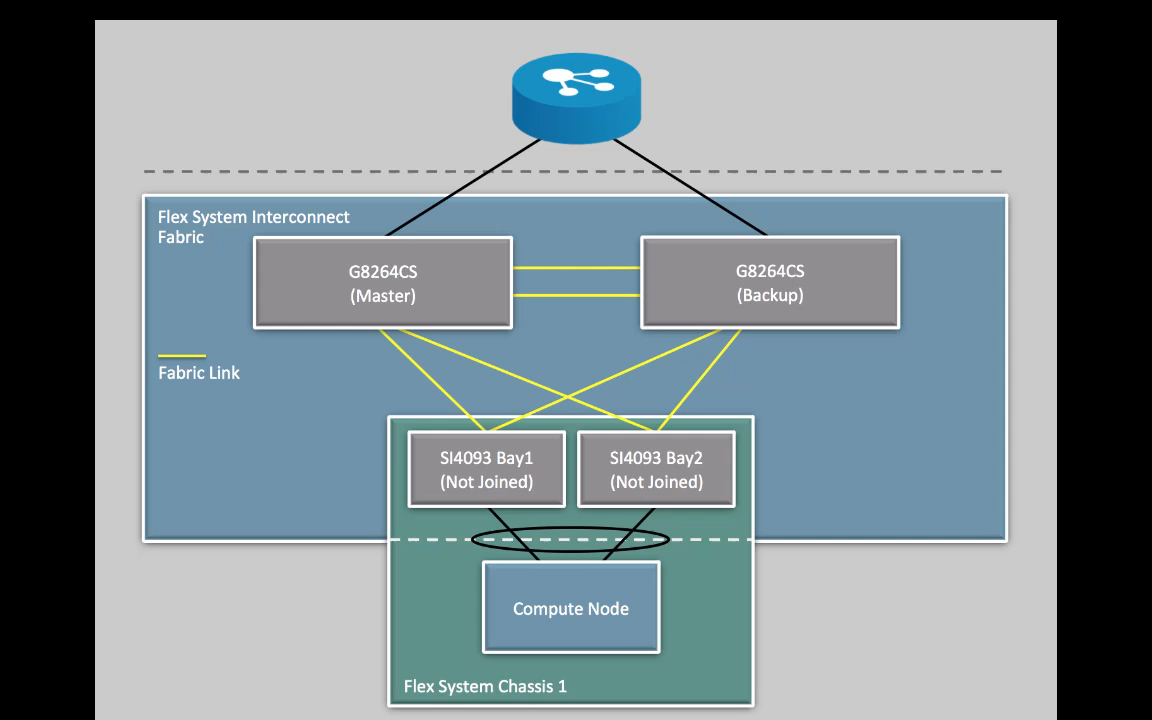 Flex System Interconnect
Fabric
G8264CS
(Master)
G8264CS
(Backup)
Fabric Link
SI4093 Bay1
(Not Joined)
SI4093 Bay2
(Not Joined)
Compute Node
Flex System Chassis 1